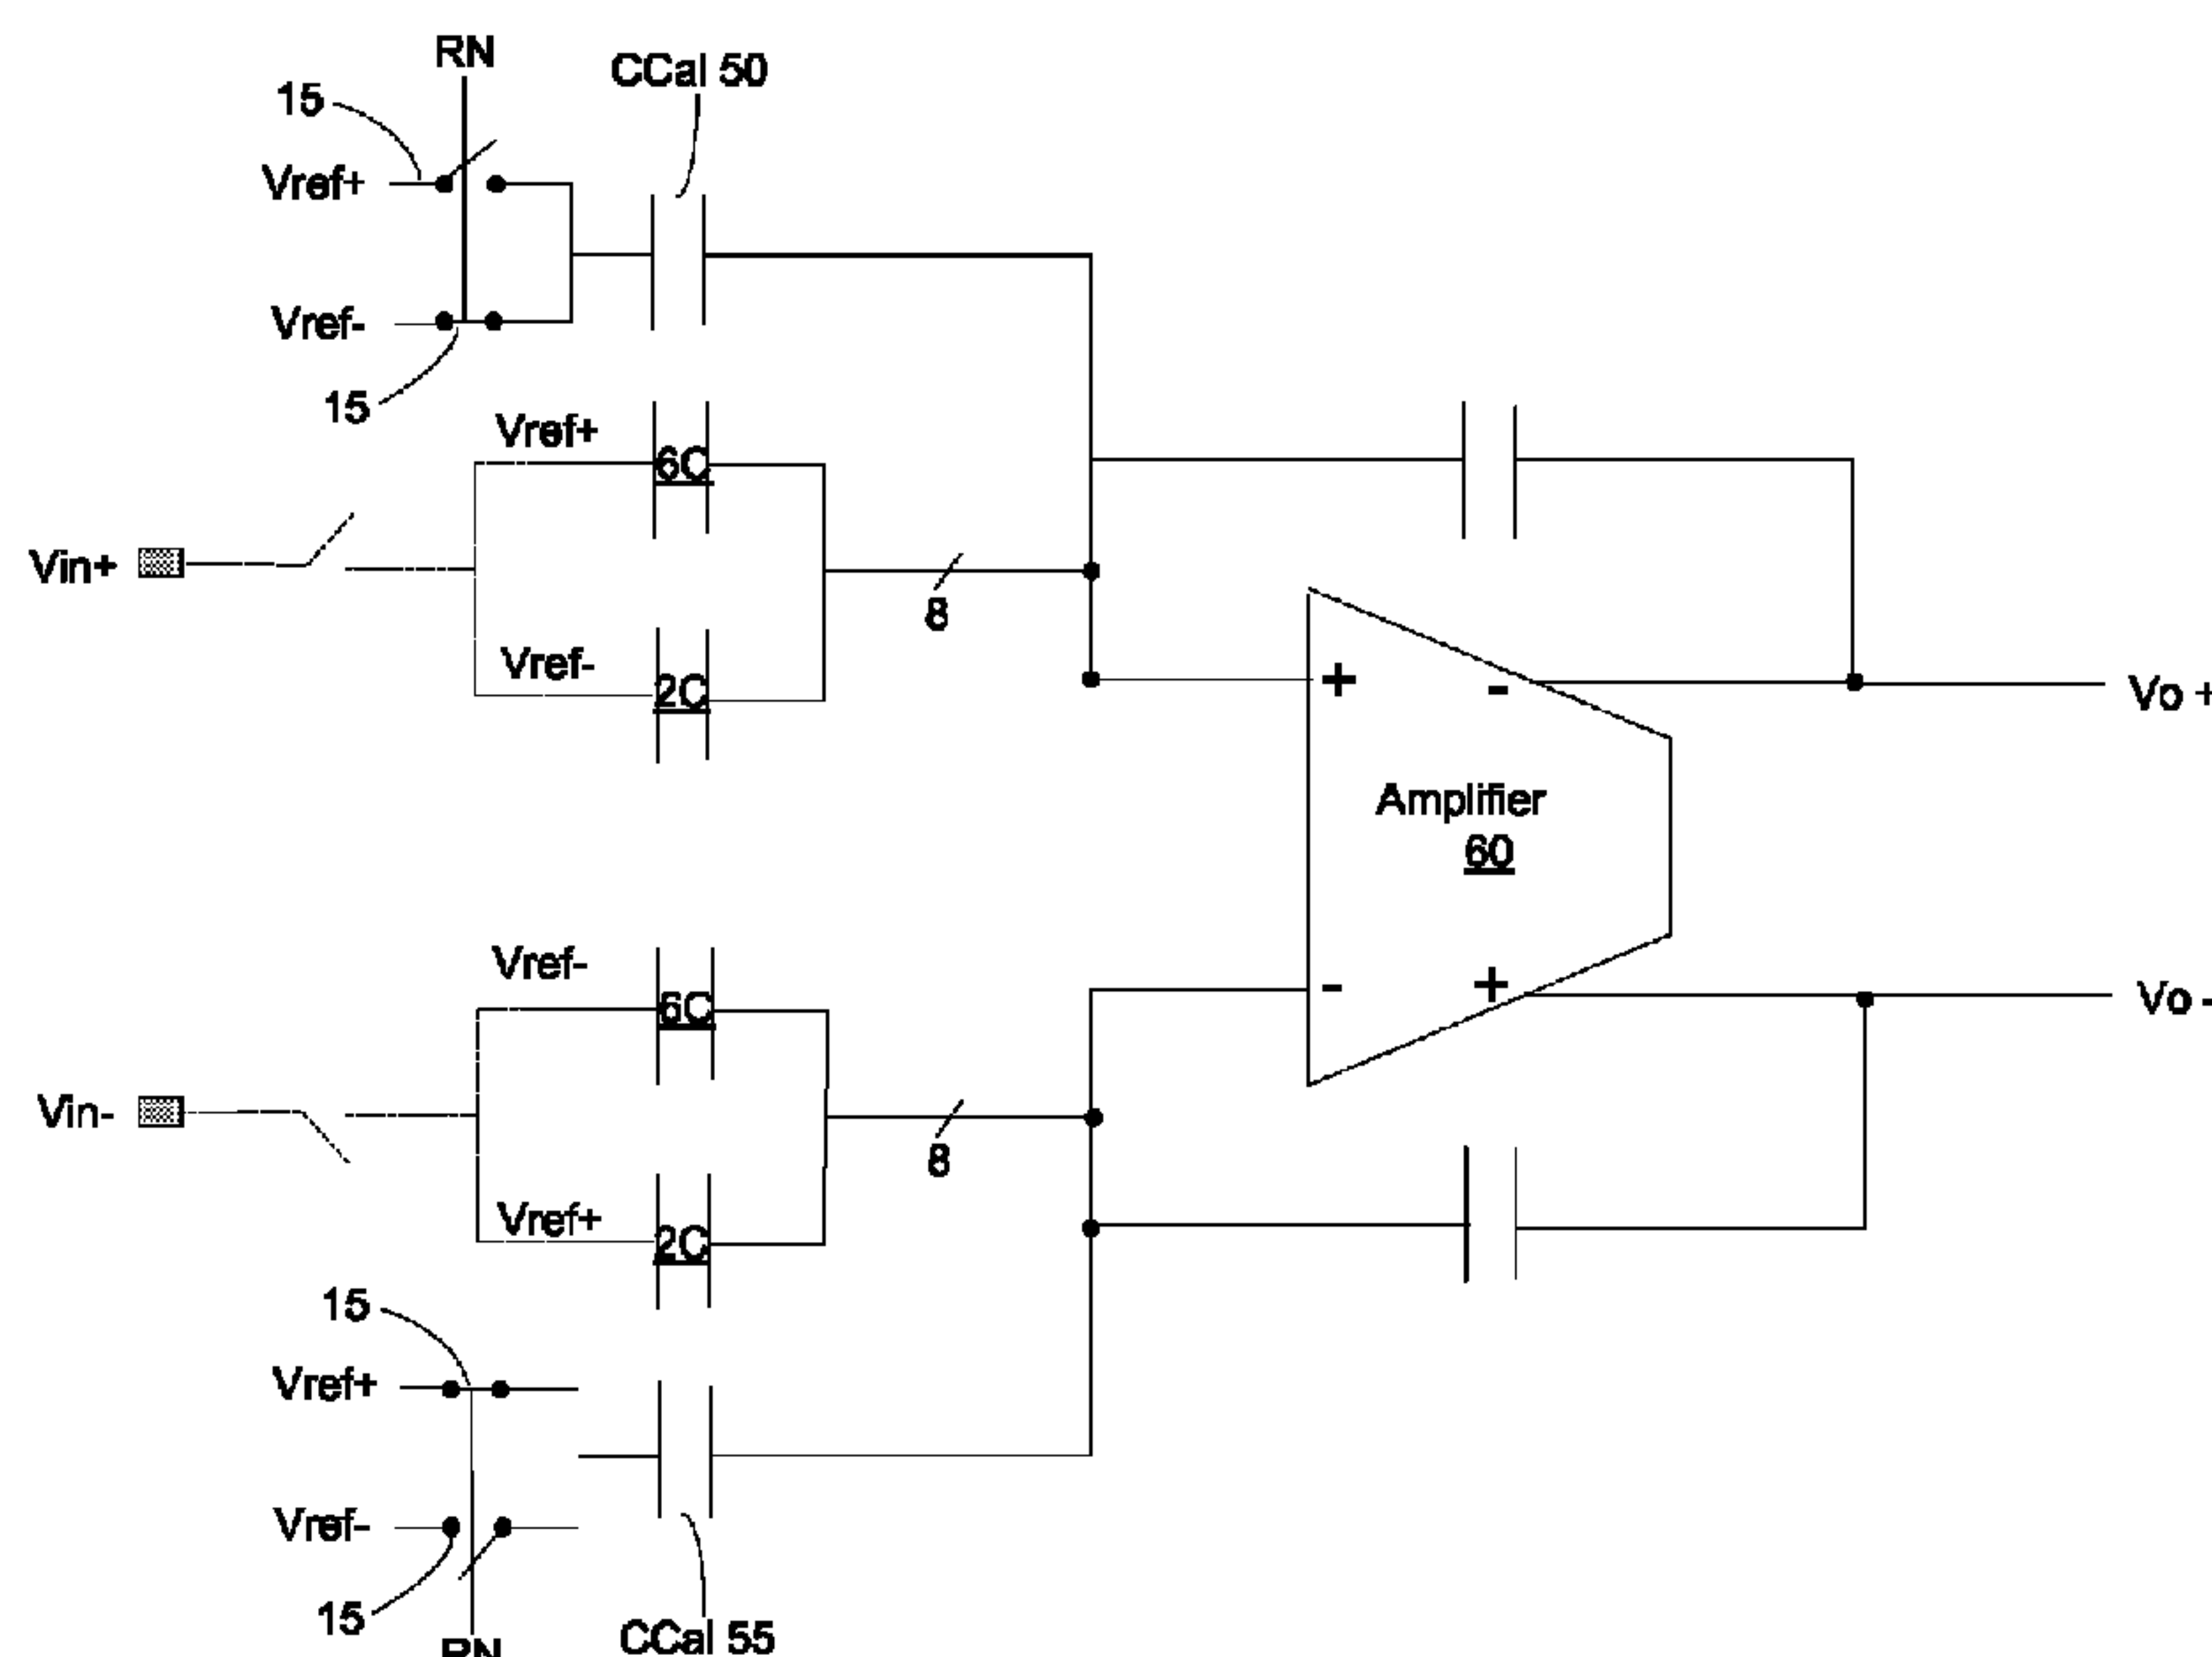 RN
CCal 50
15
Vref+
Vref-
15
Vref+
6C
Vin+
8
Vref-
2C
+
-
Vo +
Amplifier
60
Vref-
6C
-
+
Vo -
Vin-
8
Vref+
2C
15
Vref+
Vref-
15
CCal 55
RN